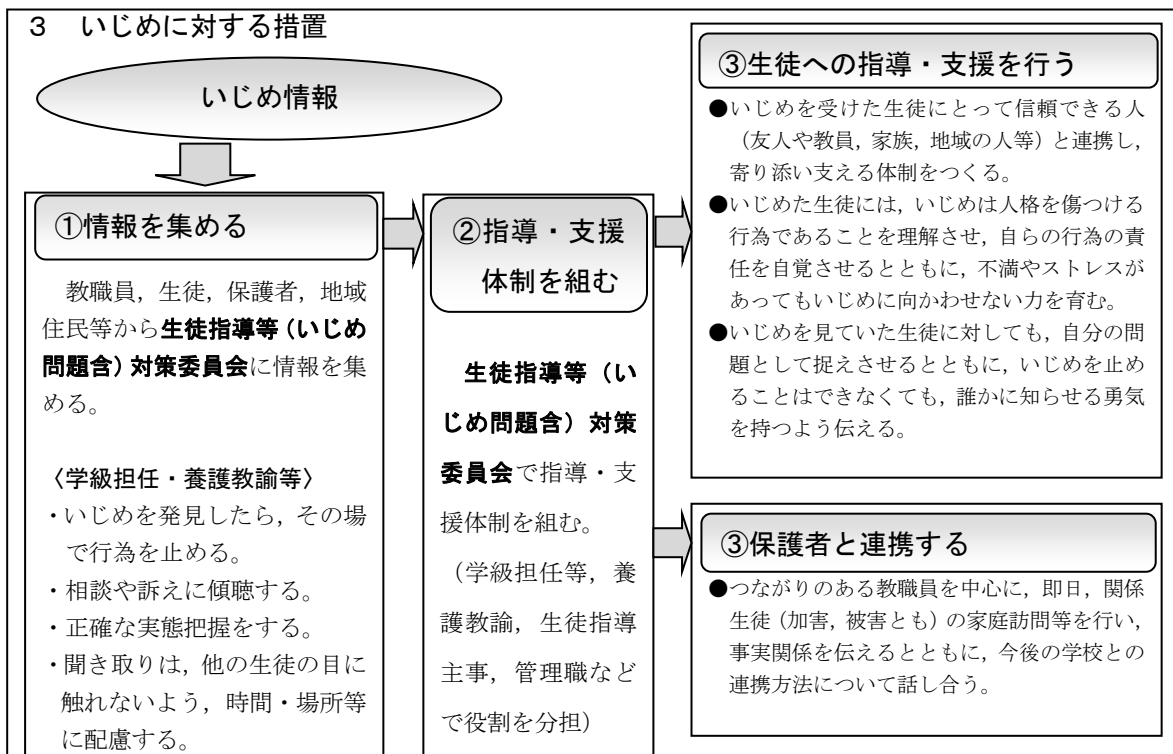 ３　いじめに対する措置
いじめ情報
①情報を集める
教職員，生徒，保護者，地域
住民等から生徒指導等（いじめ
問題含）対策委員会に情報を集
める。
〈学級担任・養護教諭等〉
・いじめを発見したら，その場
で行為を止める。
・相談や訴えに傾聴する。
・正確な実態把握をする。
・聞き取りは，他の生徒の目に
触れないよう，時間・場所等
に配慮する。
②指導・支援
体制を組む
生徒指導等（い
じめ問題含）対策
委員会で指導・支
援体制を組む。
（学級担任等，養
護教諭，生徒指導
主事，管理職など
で役割を分担）
③生徒への指導・支援を行う
●いじめを受けた生徒にとって信頼できる人
（友人や教員，家族，地域の人等）と連携し，
寄り添い支える体制をつくる。
●いじめた生徒には，いじめは人格を傷つける
行為であることを理解させ，自らの行為の責
任を自覚させるとともに，不満やストレスが
あってもいじめに向かわせない力を育む。
●いじめを見ていた生徒に対しても，自分の問
題として捉えさせるとともに，いじめを止め
ることはできなくても，誰かに知らせる勇気
を持つよう伝える。
③保護者と連携する
●つながりのある教職員を中心に，即日，関係
生徒（加害，被害とも）の家庭訪問等を行い，
事実関係を伝えるとともに，今後の学校との
連携方法について話し合う。